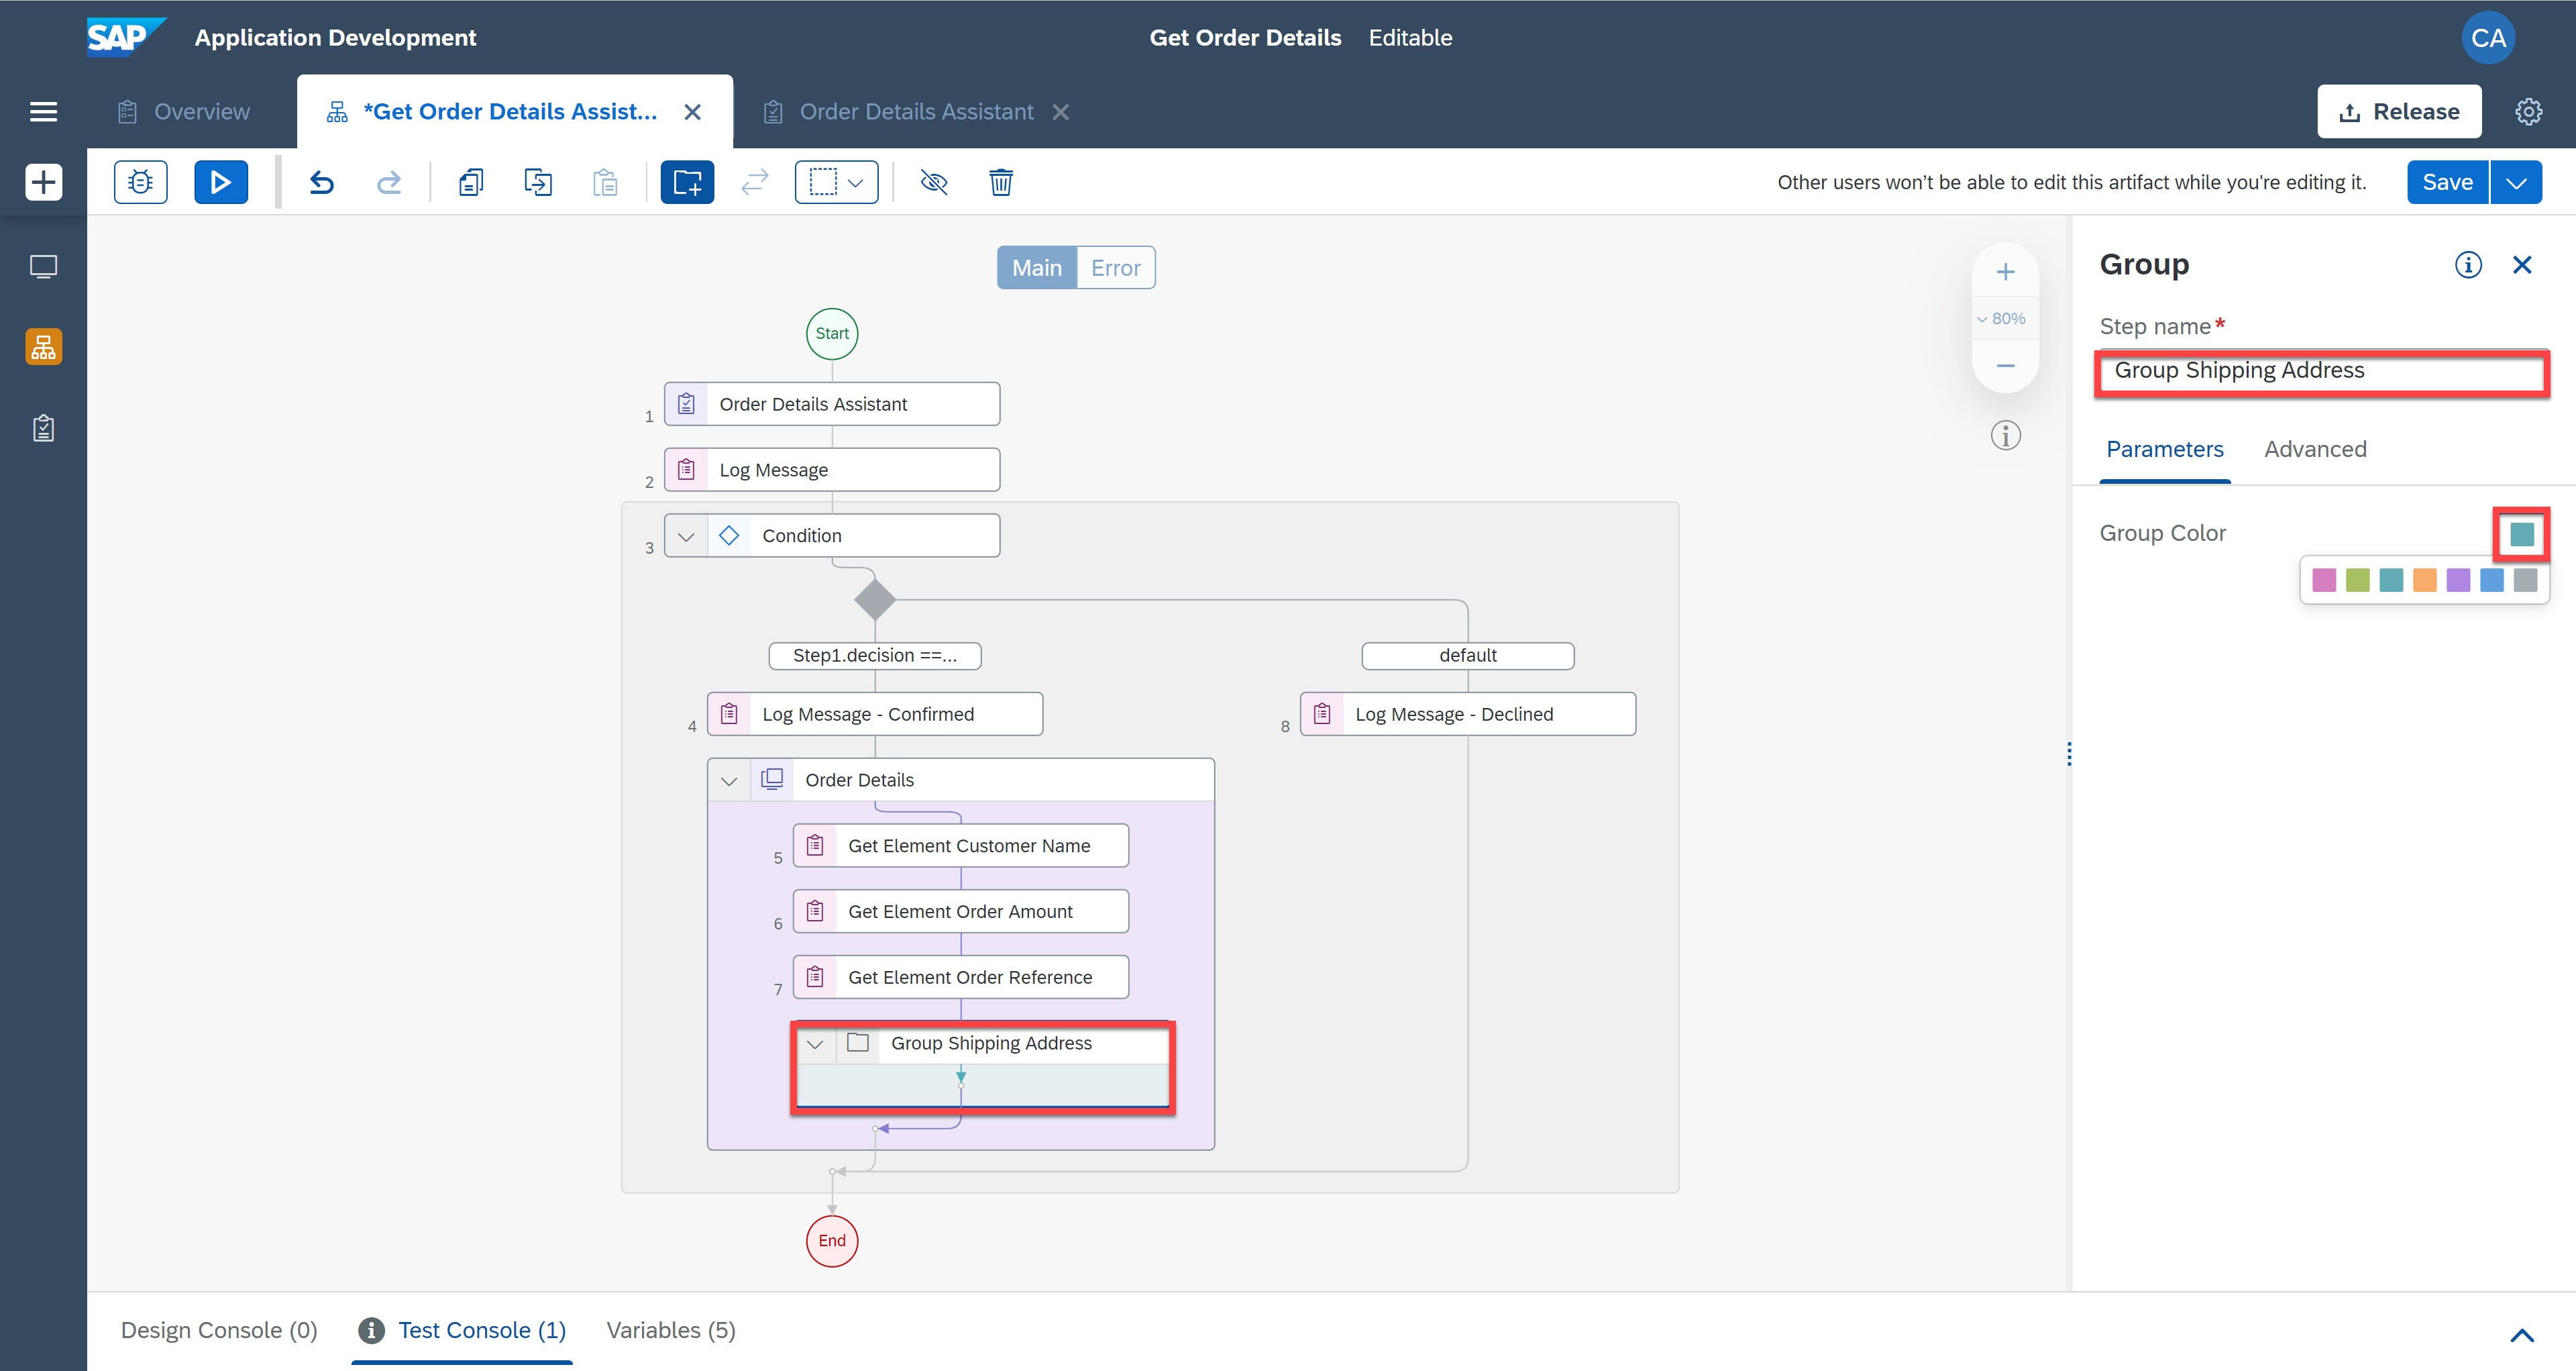 SAP Application Development
Get Order Details Editable
CA
Overview
*Get Order Details Assist...
Order Details Assistant
Release
Other users won't be able to edit this artifact while you're editing it.
Save
Main Error
80%
Start
1 Order Details Assistant
2 Log Message
3 Condition
Step1.decision ==...
default
4 Log Message - Confirmed
8 Log Message - Declined
Order Details
5 Get Element Customer Name
6 Get Element Order Amount
7 Get Element Order Reference
Group Shipping Address
End
Group
Step name*
Group Shipping Address
Parameters Advanced
Group Color
Design Console (0) Test Console (1) Variables (5)